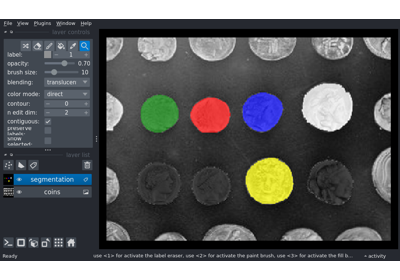 File View Plugins Window Help
layer controls
label: 1
opacity: 0.70
brush size: 10
blending: translucen
color mode: direct
contour: 0
n edit dim: 2
contiguous:
preserve
labels:
show
selected:
layer list
segmentation
coins
Ready
use <1> for activate the label eraser, use <2> for activate the paint brush, use <3> for activate the fill b...
activity